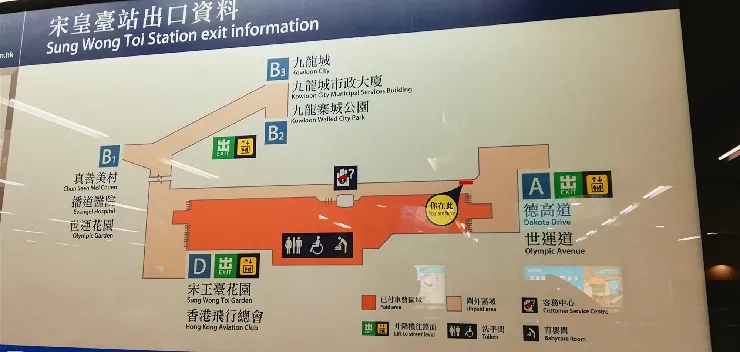 宋皇臺站出口資料
Sung Wong Toi Station exit information
B3
九龍城
Kowloon City
九龍城市政大廈
Kowloon City Municipal Services Building
九龍寨城公園
Kowloon Walled City Park
B2
出
EXIT
B1
真善美村
Chun Seen Mei Chuen
播道醫院
Evangel Hospital
世運花園
Olympic Garden
你在此
You are here
A
出
EXIT
德高道
Dakota Drive
世運道
Olympic Avenue
D
出
EXIT
宋王臺花園
Sung Wong Toi Garden
香港飛行總會
Hong Kong Aviation Club
已付車費區域
Paid area
閘外區域
Unpaid area
客務中心
Customer Service Centre
出
EXIT
升降機往路面
Lift to street level
洗手間
Toilets
育嬰間
Babycare Room